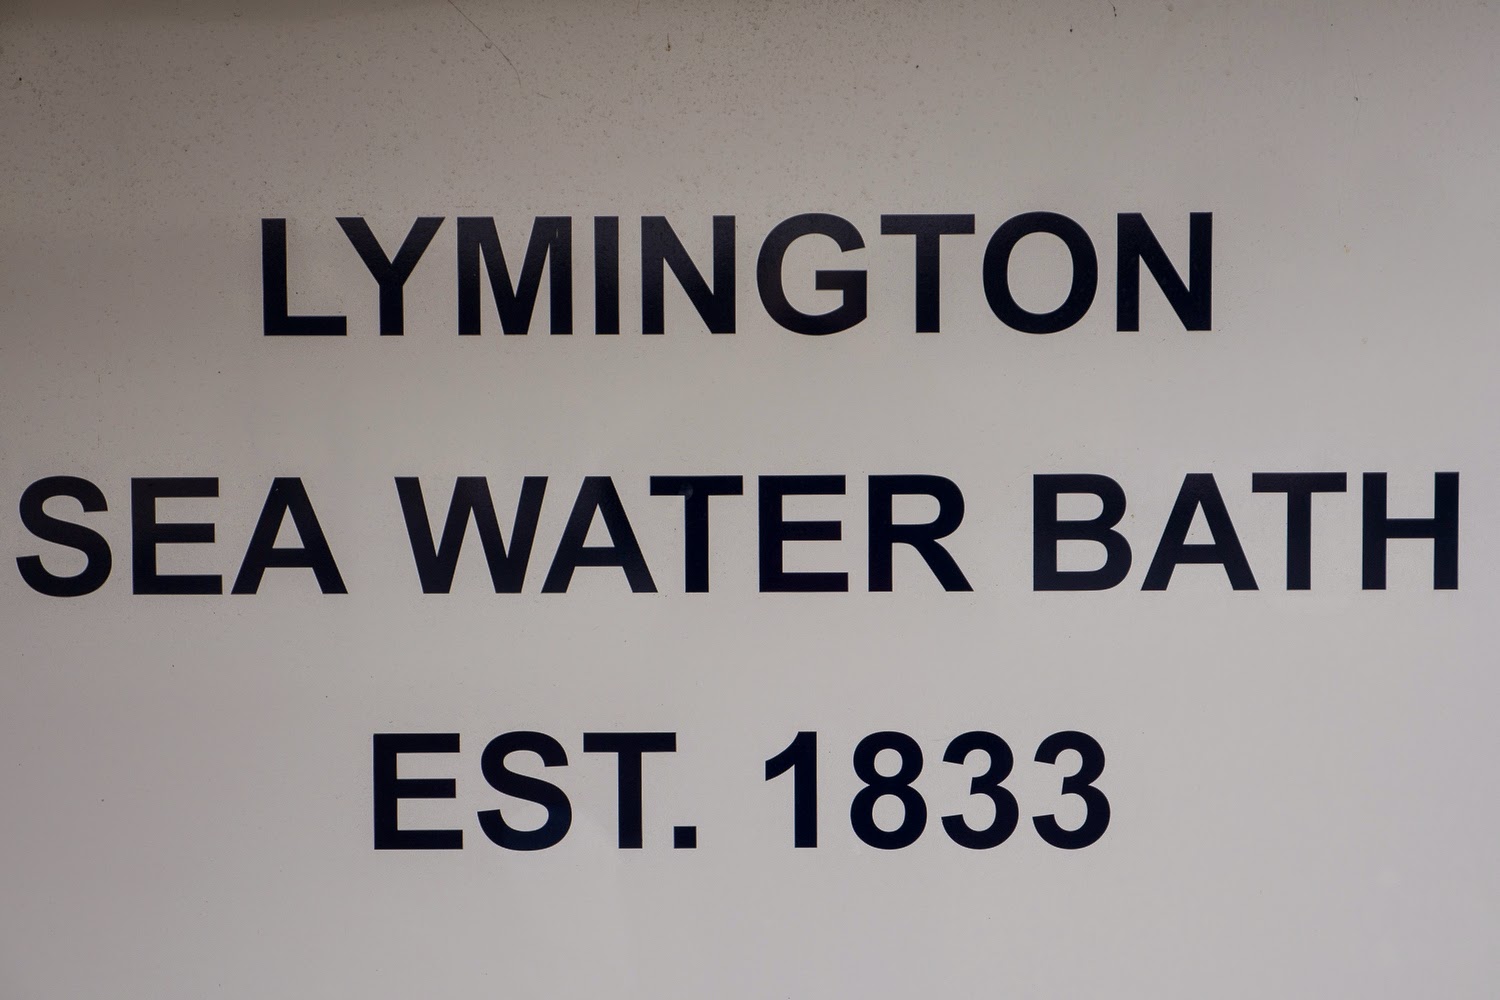 LYMINGTON
SEA WATER BATH
EST. 1833